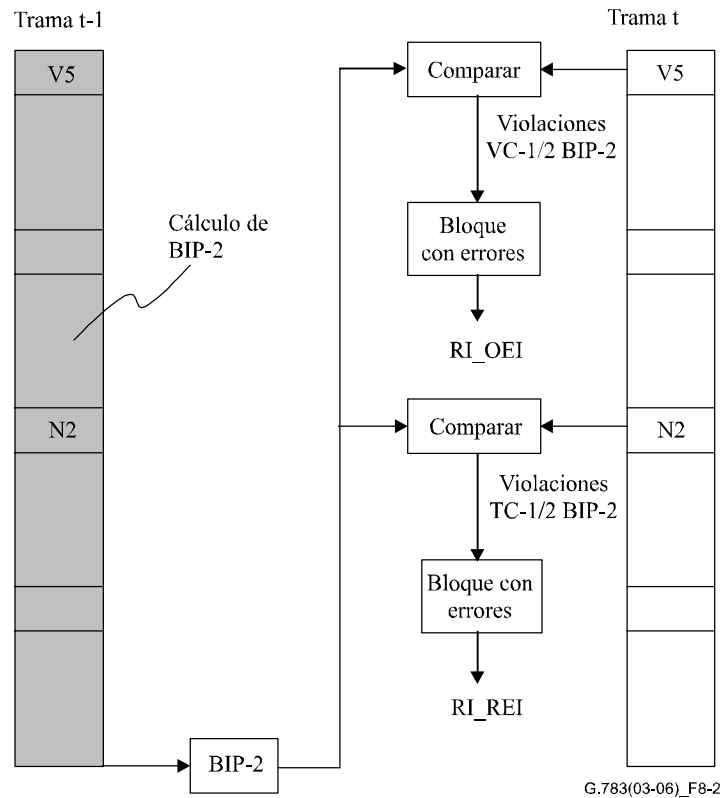 Trama t-1
Trama t
V5
Comparar
V5
Violaciones
VC-1/2 BIP-2
Cálculo de
BIP-2
Bloque
con errores
RI_OEI
N2
Comparar
N2
Violaciones
TC-1/2 BIP-2
Bloque con
errores
RI_REI
BIP-2
G.783(03-06)_F8-2